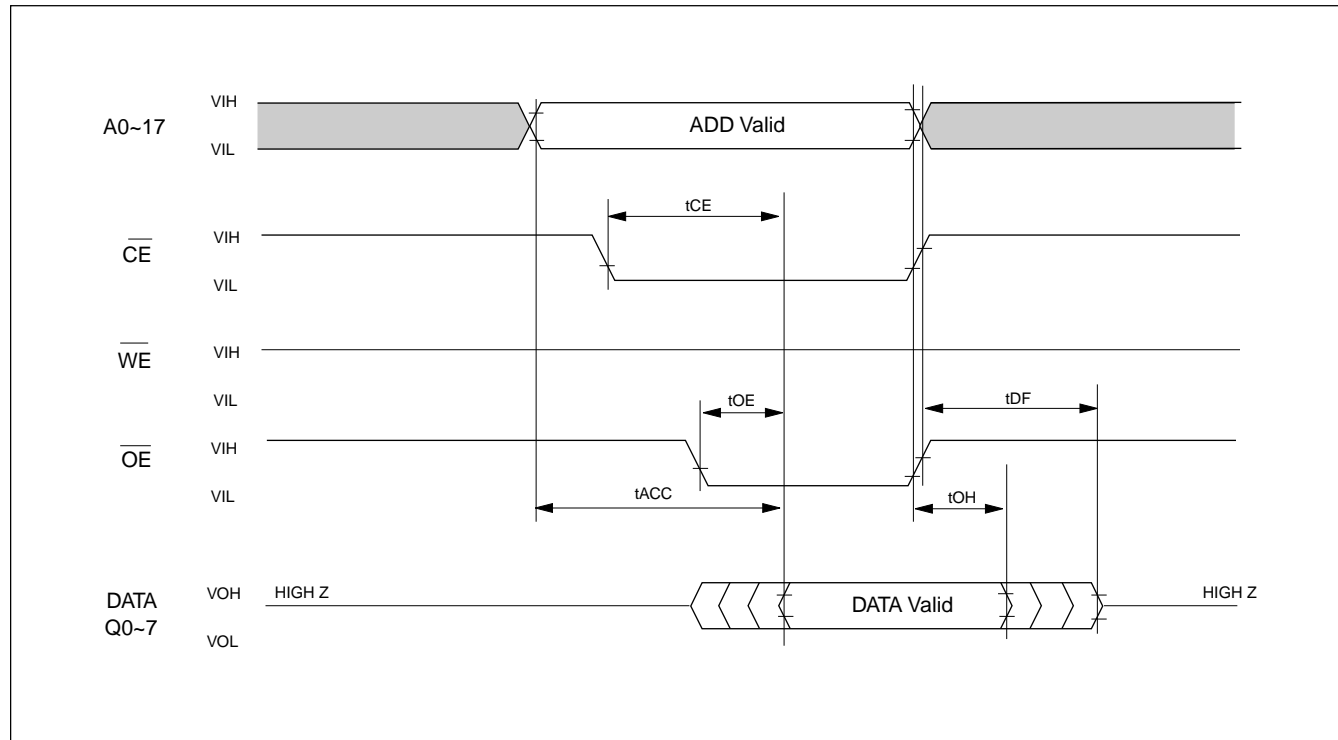 VIH
A0~17
ADD Valid
VIL
tCE
VIH
CE
VIL
WE
VIH
VIL
tOE
tDF
OE
VIH
VIL
tACC
tOH
DATA
Q0~7
VOH
HIGH Z
DATA Valid
HIGH Z
VOL